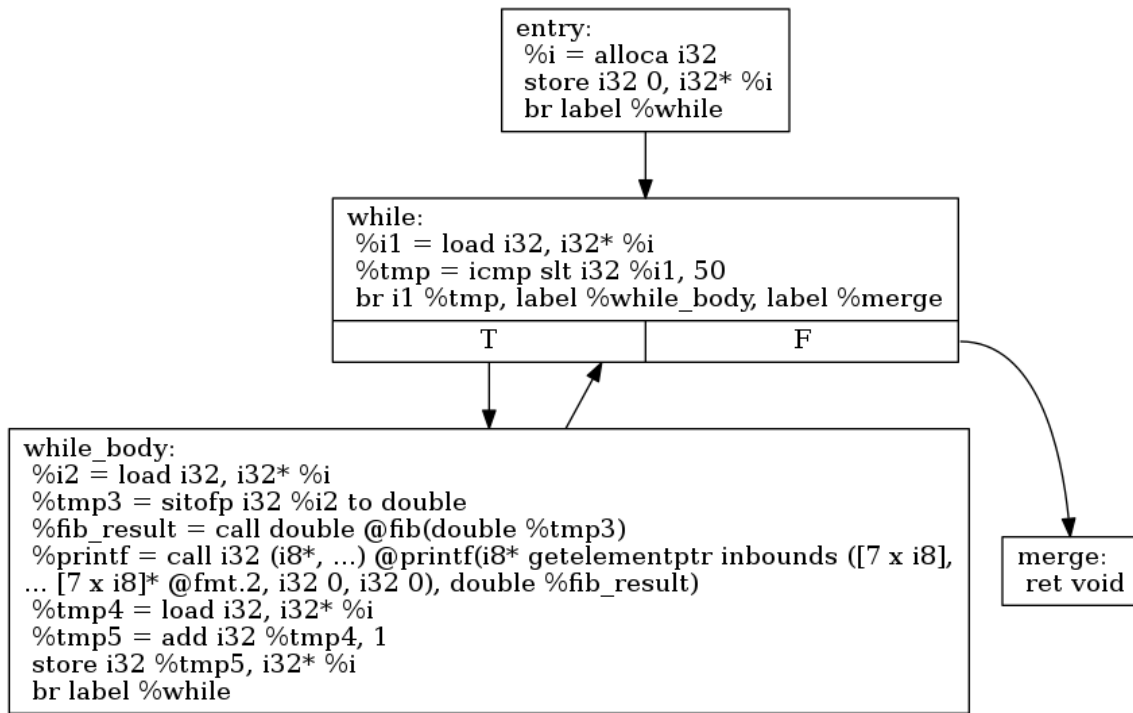 entry:
%i = alloca i32
store i32 0, i32* %i
br label %while
while:
%i1 = load i32, i32* %i
%tmp = icmp slt i32 %i1, 50
br i1 %tmp, label %while_body, label %merge
T
F
while_body:
%i2 = load i32, i32* %i
%tmp3 = sitofp i32 %i2 to double
%fib_result = call double @fib(double %tmp3)
%printf = call i32 (i8*, ...) @printf(i8* getelementptr inbounds ([7 x i8],
... [7 x i8]* @fmt.2, i32 0, i32 0), double %fib_result)
%tmp4 = load i32, i32* %i
%tmp5 = add i32 %tmp4, 1
store i32 %tmp5, i32* %i
br label %while
merge:
ret void